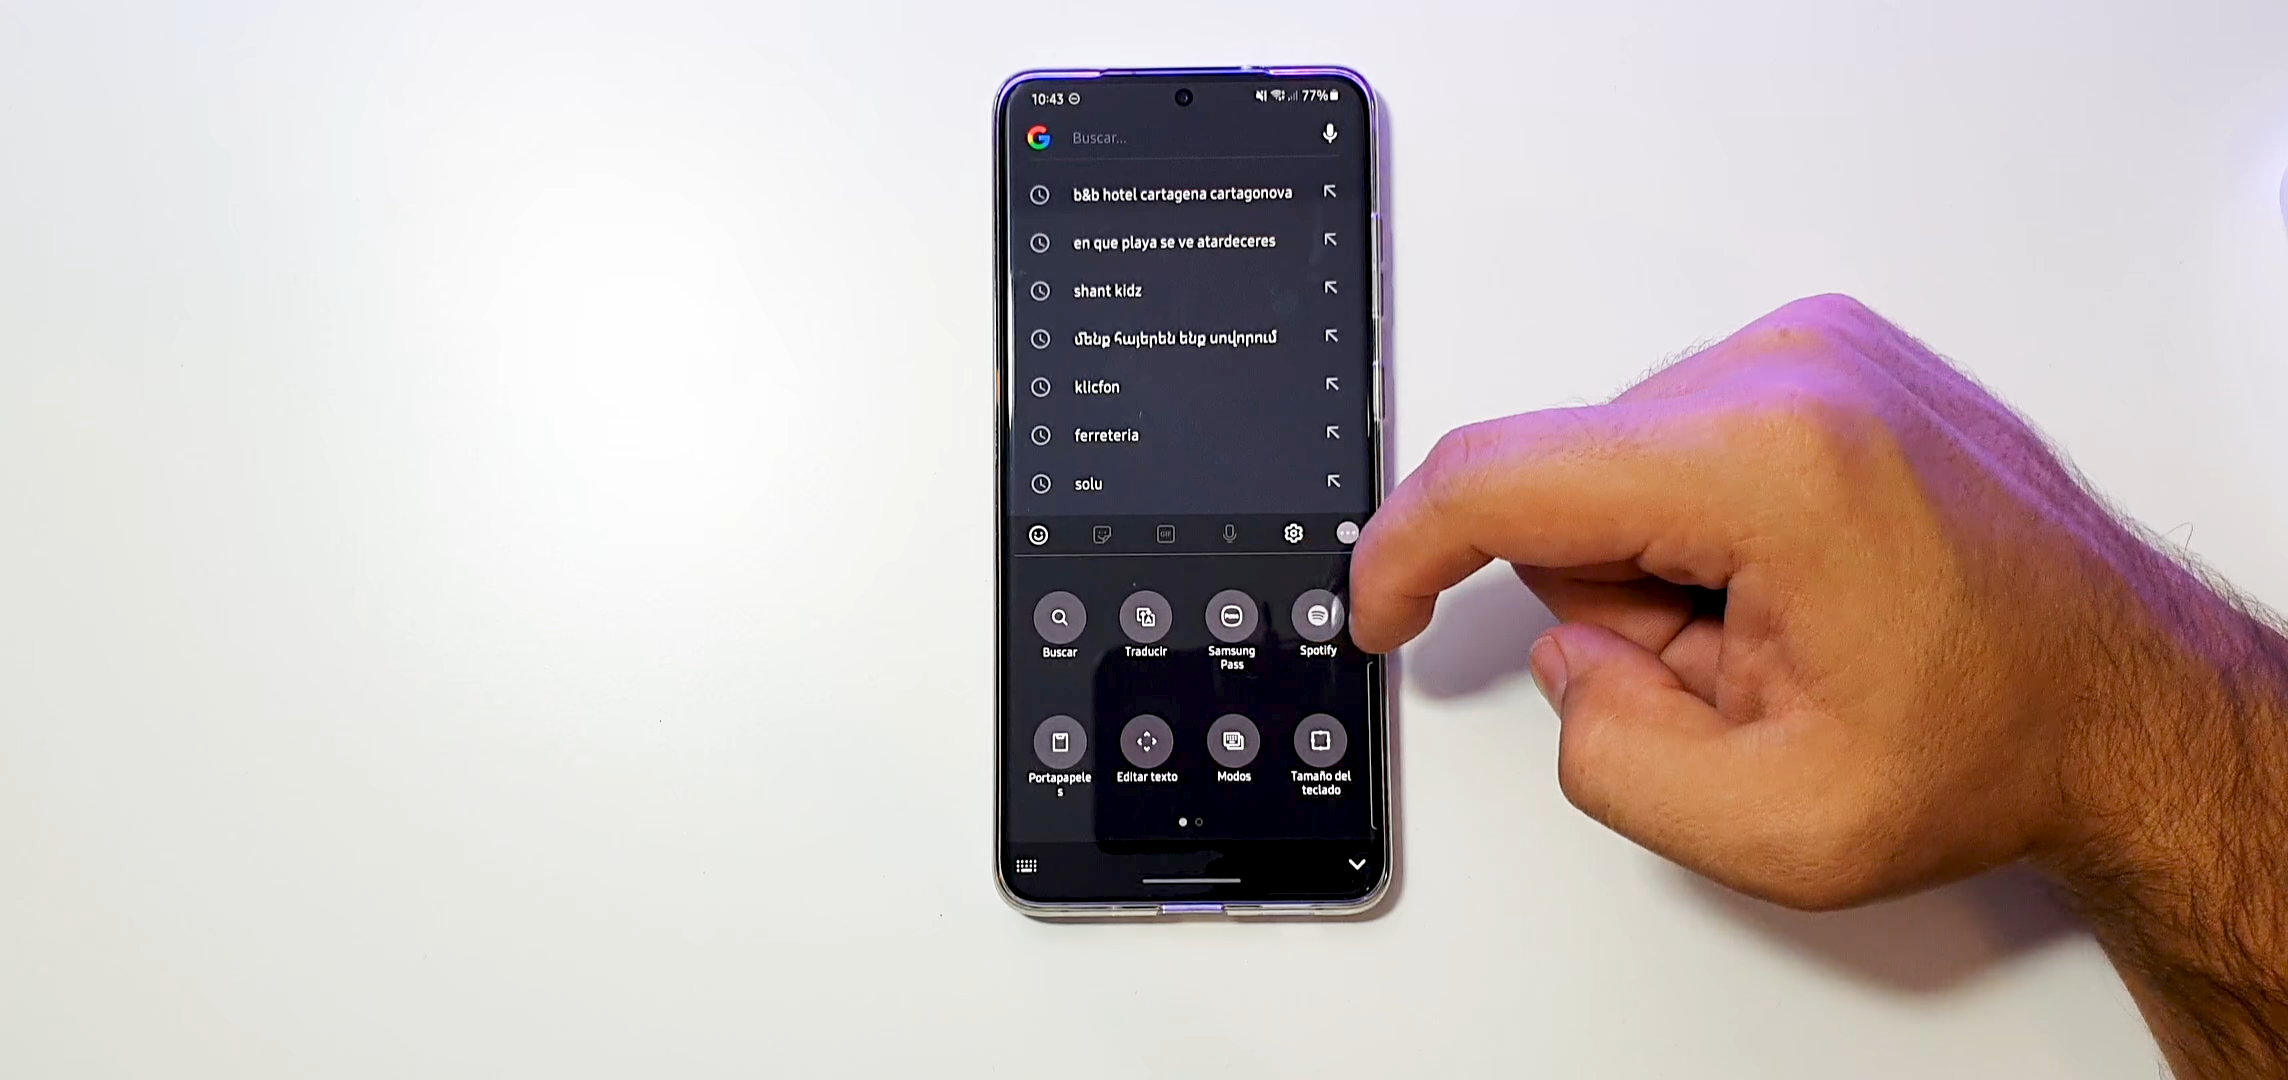 10:43
77%
Buscar...
b&b hotel cartagena cartagonova
en que playa se ve atardeceres
shant kidz
մենք հայերեն ենք սովորում
klicfon
ferreteria
solu
GIF
Buscar
Traducir
Samsung
Pass
Spotify
Portapapele
s
Editar texto
Modos
Tamaño del
teclado